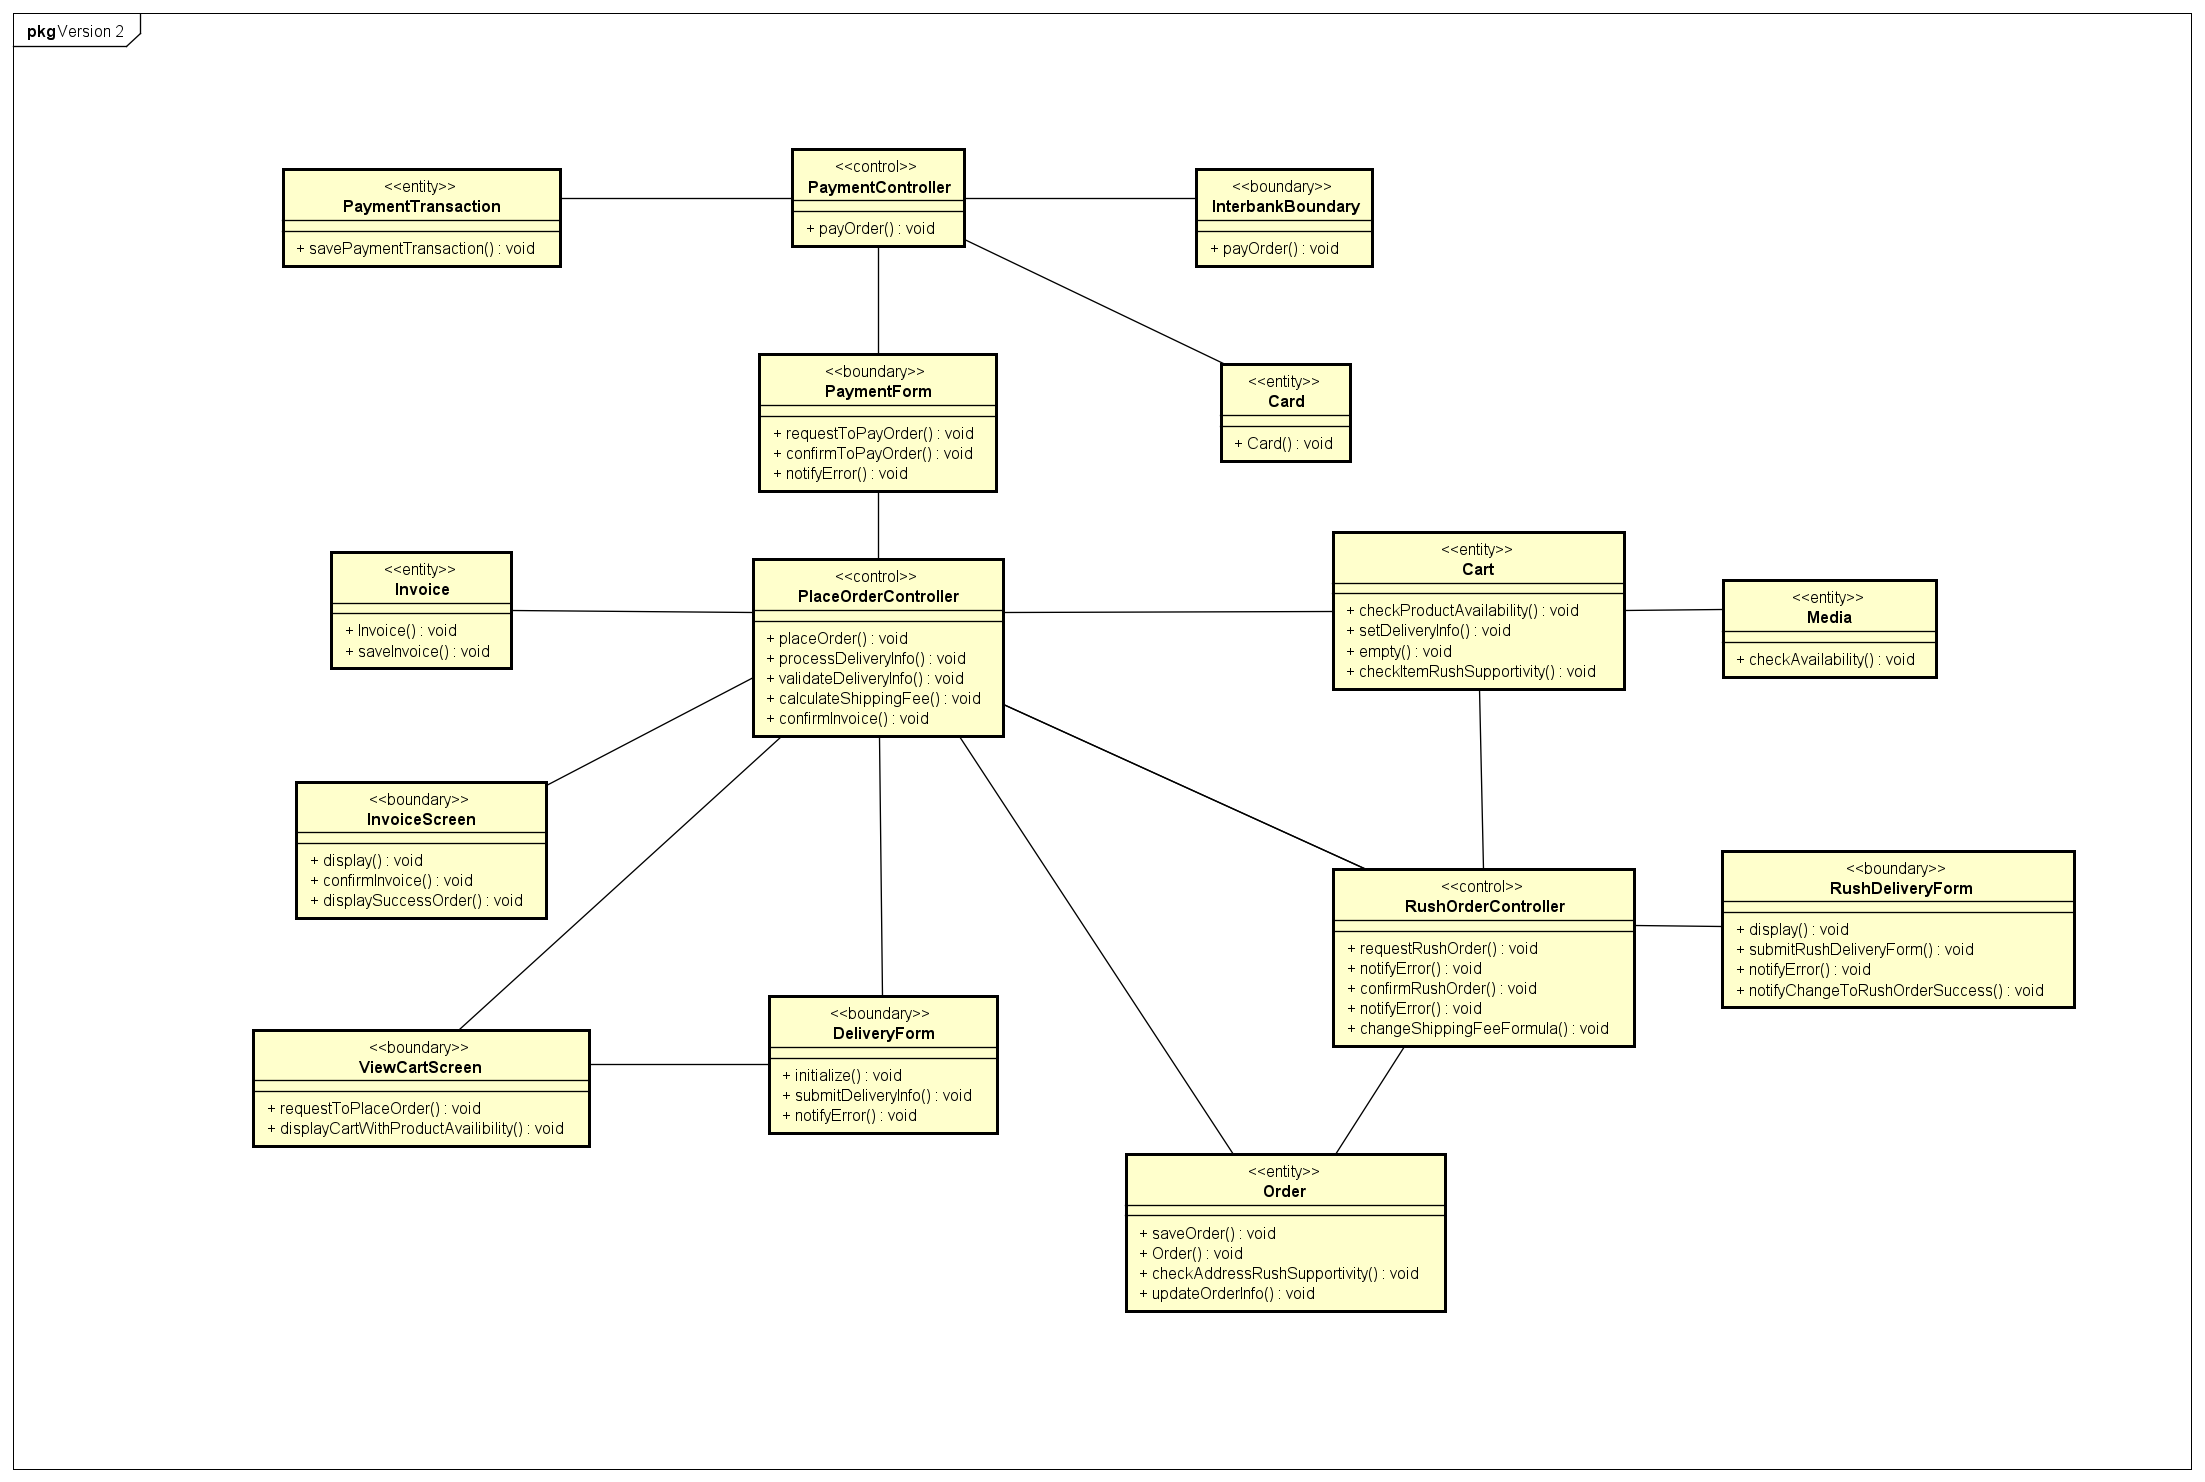 pkg Version 2
<<entity>>
PaymentTransaction
+ savePaymentTransaction() : void
<<control>>
PaymentController
+ payOrder() : void
<<boundary>>
InterbankBoundary
+ payOrder() : void
<<boundary>>
PaymentForm
+ requestToPayOrder() : void
+ confirmToPayOrder() : void
+ notifyError() : void
<<entity>>
Card
+ Card() : void
<<entity>>
Invoice
+ Invoice() : void
+ saveInvoice() : void
<<control>>
PlaceOrderController
+ placeOrder() : void
+ processDeliveryInfo() : void
+ validateDeliveryInfo() : void
+ calculateShippingFee() : void
+ confirmInvoice() : void
<<entity>>
Cart
+ checkProductAvailability() : void
+ setDeliveryInfo() : void
+ empty() : void
+ checkItemRushSupportivity() : void
<<entity>>
Media
+ checkAvailability() : void
<<boundary>>
InvoiceScreen
+ display() : void
+ confirmInvoice() : void
+ displaySuccessOrder() : void
<<control>>
RushOrderController
+ requestRushOrder() : void
+ notifyError() : void
+ confirmRushOrder() : void
+ notifyError() : void
+ changeShippingFeeFormula() : void
<<boundary>>
RushDeliveryForm
+ display() : void
+ submitRushDeliveryForm() : void
+ notifyError() : void
+ notifyChangeToRushOrderSuccess() : void
<<boundary>>
ViewCartScreen
+ requestToPlaceOrder() : void
+ displayCartWithProductAvailibility() : void
<<boundary>>
DeliveryForm
+ initialize() : void
+ submitDeliveryInfo() : void
+ notifyError() : void
<<entity>>
Order
+ saveOrder() : void
+ Order() : void
+ checkAddressRushSupportivity() : void
+ updateOrderInfo() : void